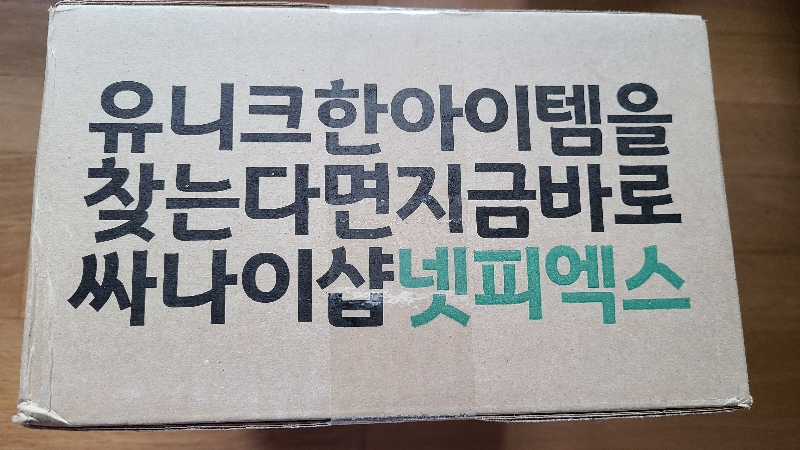 유니크한아이템을
찾는다면지금바로
싸나이샵넷피엑스